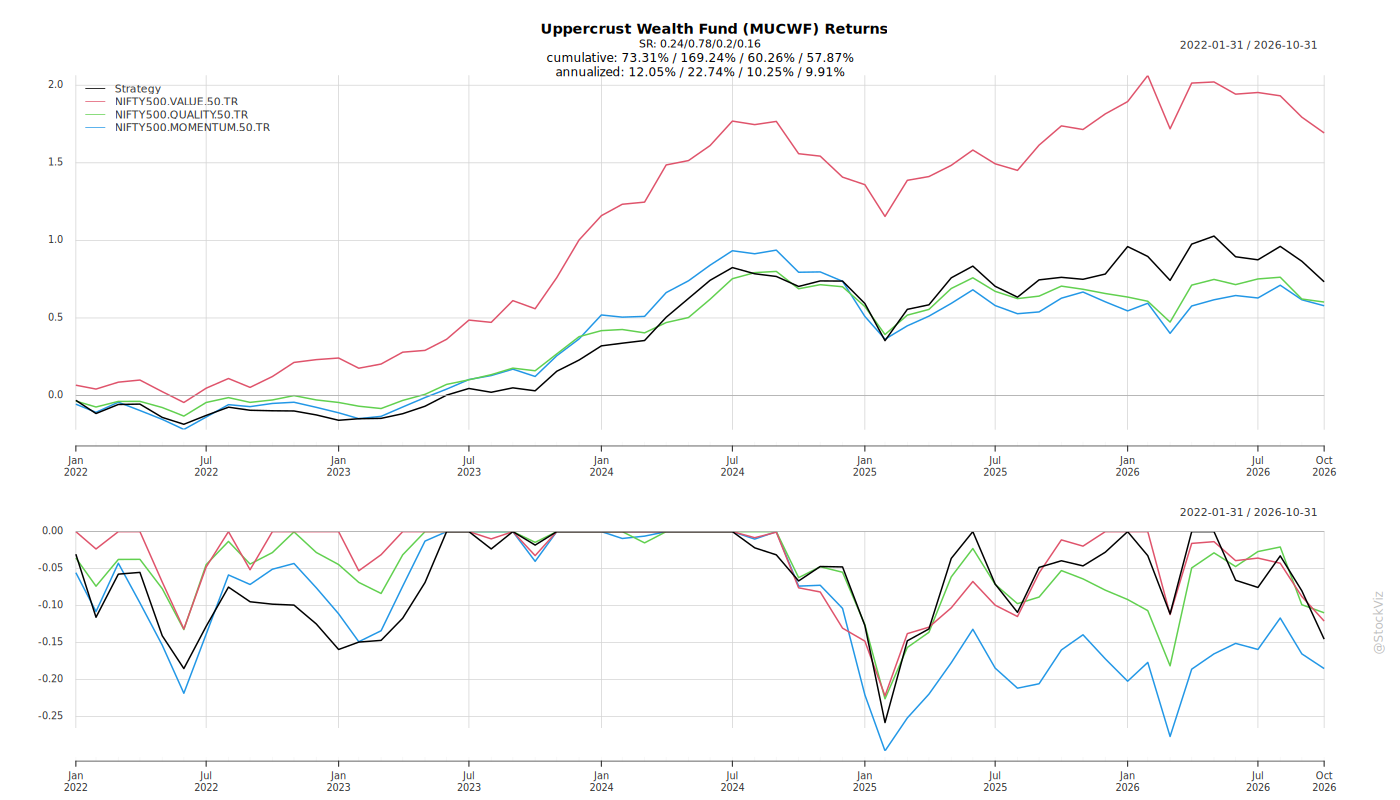 Uppercrust Wealth Fund (MUCWF) Returns
SR: 0.24/0.78/0.2/0.16
cumulative: 73.31% / 169.24% / 60.26% / 57.87%
annualized: 12.05% / 22.74% / 10.25% / 9.91%
2022-01-31 / 2026-10-31
Strategy
NIFTY500.VALUE.50.TR
NIFTY500.QUALITY.50.TR
NIFTY500.MOMENTUM.50.TR
2.0
1.5
1.0
0.5
0.0
Jan Jul Jan Jul Jan Jul Jan Jul Jan Jul Oct
2022 2022 2023 2023 2024 2024 2025 2025 2026 2026 2026
2022-01-31 / 2026-10-31
0.00
-0.05
-0.10
-0.15
-0.20
-0.25
Jan Jul Jan Jul Jan Jul Jan Jul Jan Jul Oct
2022 2022 2023 2023 2024 2024 2025 2025 2026 2026 2026
@StockViz